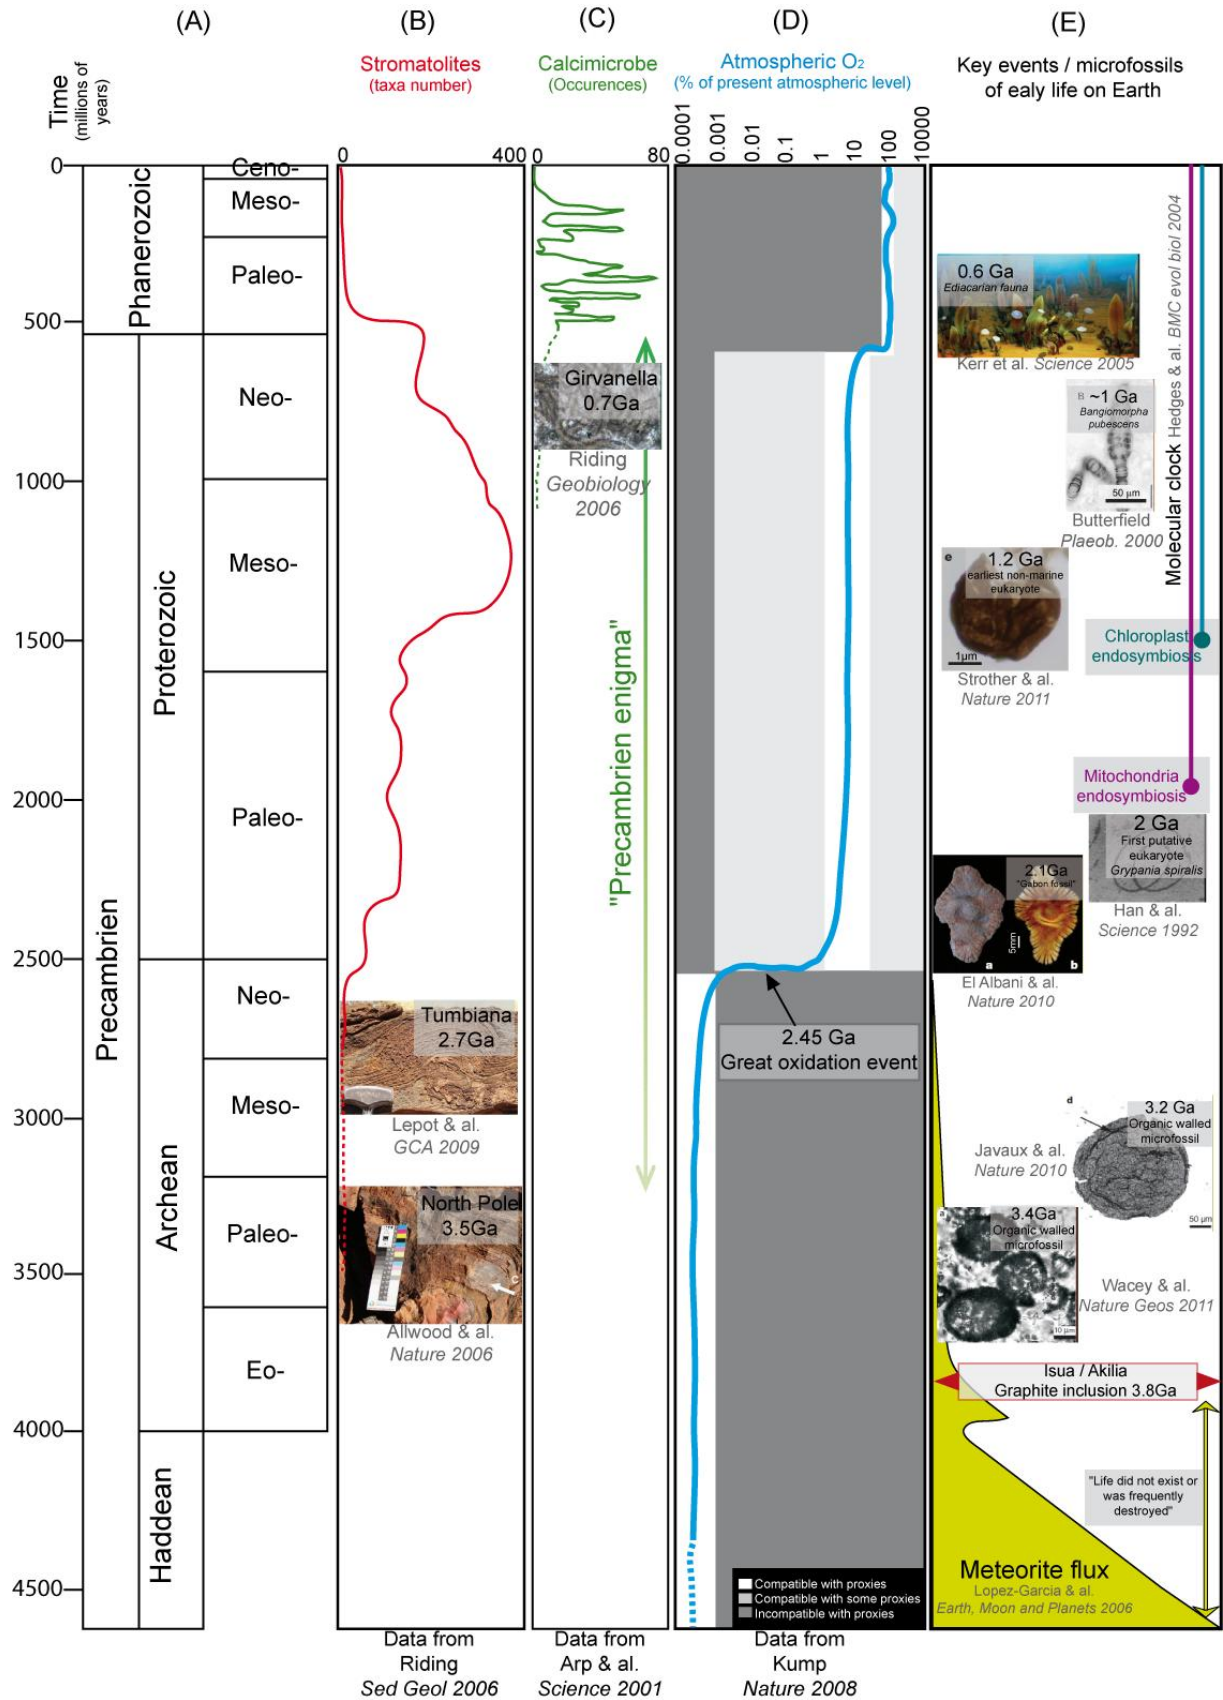 (A)
(B)
(C)
(D)
(E)
Time
(millions of
years)
Stromatolites
(taxa number)
Calcimicrobe
(Occurences)
Atmospheric O2
(% of present atmospheric level)
Key events / microfossils
of ealy life on Earth
0
400
0
80
0.0001
0.001
0.01
0.1
1
10
100
10000
0
500
1000
1500
2000
2500
3000
3500
4000
4500
Precambrien
Phanerozoic
Proterozoic
Archean
Haddean
Ceno-
Meso-
Paleo-
Neo-
Meso-
Paleo-
Neo-
Meso-
Paleo-
Eo-
Tumbiana
2.7Ga
Lepot & al.
GCA 2009
North Pole
3.5Ga
c
Allwood & al.
Nature 2006
Data from
Riding
Sed Geol 2006
Girvanella
0.7Ga
Riding
Geobiology
2006
"Precambrien enigma"
Data from
Arp & al.
Science 2001
2.45 Ga
Great oxidation event
Compatible with proxies
Compatible with some proxies
Incompatible with proxies
Data from
Kump
Nature 2008
0.6 Ga
Ediacarian fauna
Kerr et al. Science 2005
B ~1 Ga
Bangiomorpha
pubescens
50 µm
Butterfield
Plaeob. 2000
Molecular clock Hedges & al. BMC evol biol 2004
e
1.2 Ga
earliest non-marine
eukaryote
1µm
Strother & al.
Nature 2011
Chloroplast
endosymbiosis
Mitochondria
endosymbiosis
2 Ga
First putative
eukaryote
Grypania spiralis
Han & al.
Science 1992
2.1Ga
"Gabon fossil"
5mm
a
b
El Albani & al.
Nature 2010
d
3.2 Ga
Organic walled
microfossil
50 µm
Javaux & al.
Nature 2010
a
3.4Ga
Organic walled
microfossil
10 µm
Wacey & al.
Nature Geos 2011
Isua / Akilia
Graphite inclusion 3.8Ga
"Life did not exist or
was frequently
destroyed"
Meteorite flux
Lopez-Garcia & al.
Earth, Moon and Planets 2006